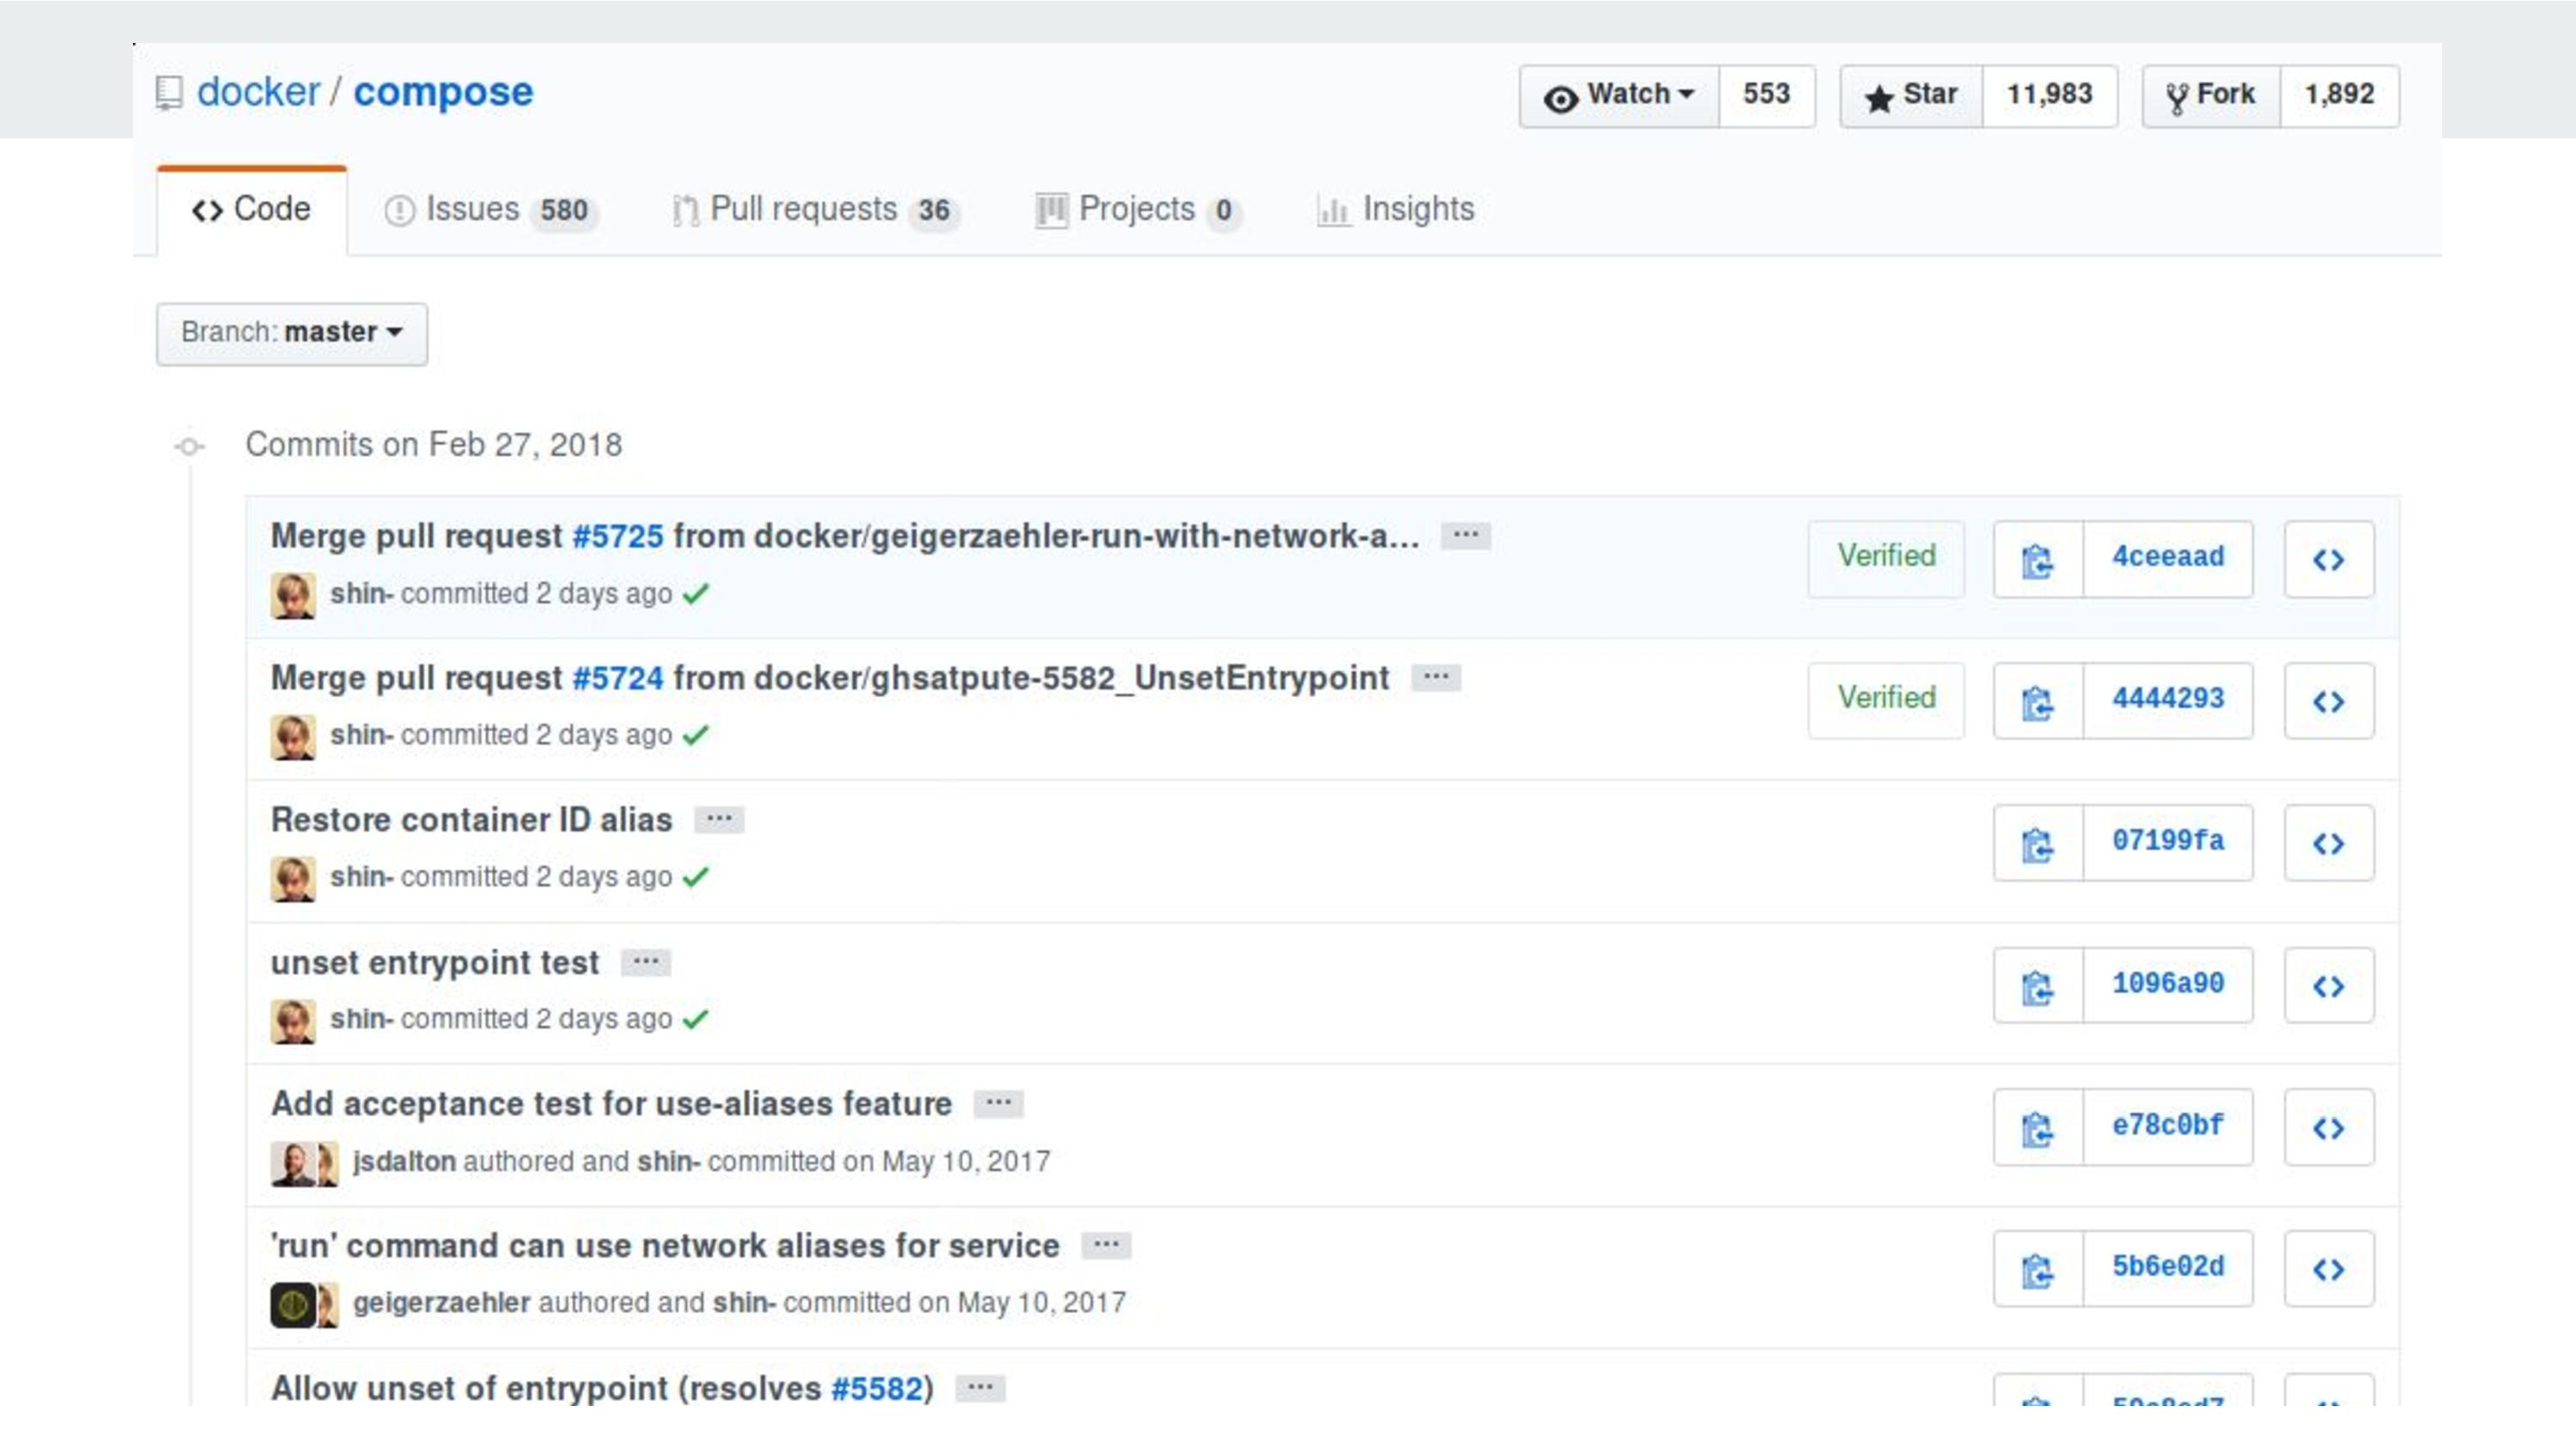 docker / compose
Watch 553 Star 11,983 Fork 1,892
Code Issues 580 Pull requests 36 Projects 0 Insights
Branch: master
Commits on Feb 27, 2018
Merge pull request #5725 from docker/geigerzaehler-run-with-network-a… ...
shin- committed 2 days ago
Verified 4ceeaad
Merge pull request #5724 from docker/ghsatpute-5582_UnsetEntrypoint ...
shin- committed 2 days ago
Verified 4444293
Restore container ID alias ...
shin- committed 2 days ago
07199fa
unset entrypoint test ...
shin- committed 2 days ago
1096a90
Add acceptance test for use-aliases feature ...
jsdalton authored and shin- committed on May 10, 2017
e78c0bf
'run' command can use network aliases for service ...
geigerzaehler authored and shin- committed on May 10, 2017
5b6e02d
Allow unset of entrypoint (resolves #5582) ...